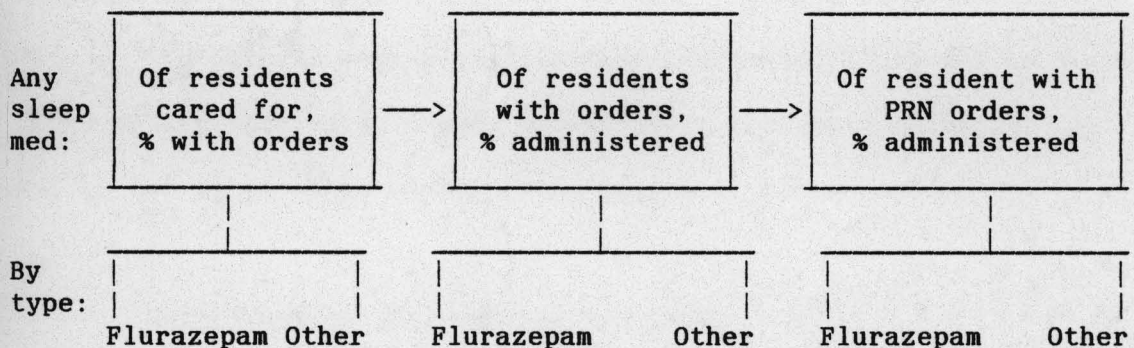 Any sleep med:
Of residents
cared for,
% with orders
Of residents
with orders,
% administered
Of resident with
PRN orders,
% administered
By type:
Flurazepam Other
Flurazepam Other
Flurazepam Other